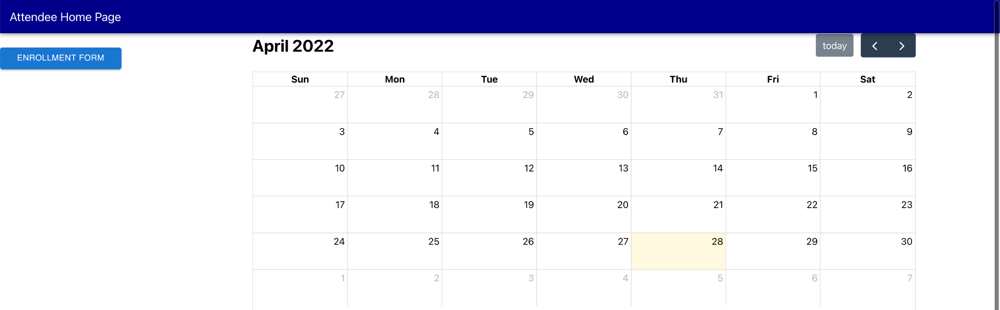 Attendee Home Page
ENROLLMENT FORM
April 2022
today
Sun Mon Tue Wed Thu Fri Sat
27 28 29 30 31 1 2
3 4 5 6 7 8 9
10 11 12 13 14 15 16
17 18 19 20 21 22 23
24 25 26 27 28 29 30
1 2 3 4 5 6 7